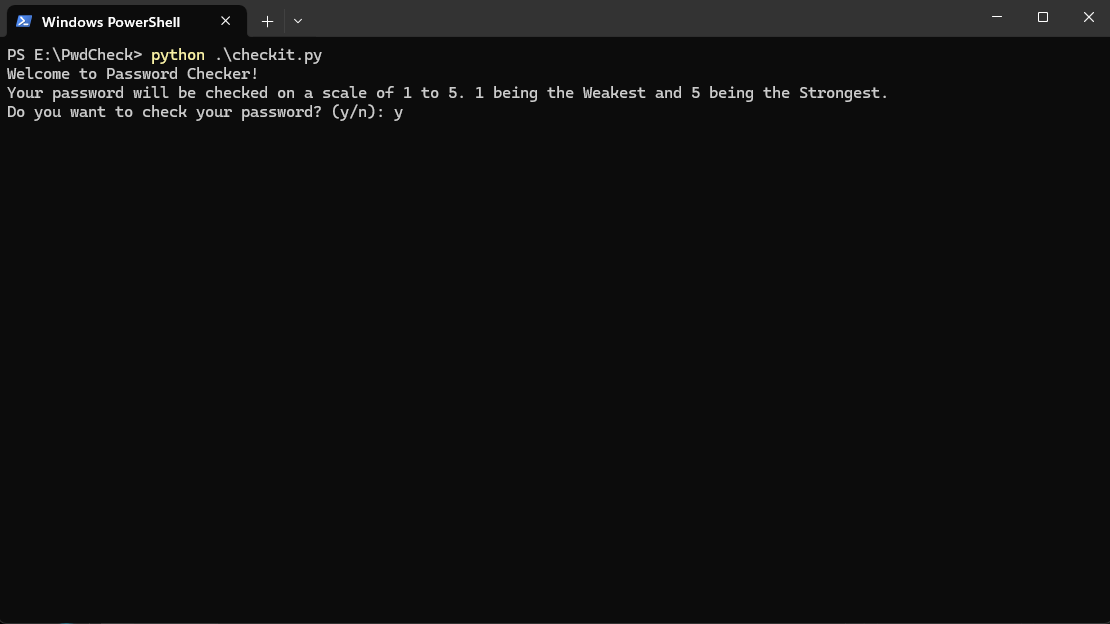 Windows PowerShell
PS E:\PwdCheck> python .\checkit.py
Welcome to Password Checker!
Your password will be checked on a scale of 1 to 5. 1 being the Weakest and 5 being the Strongest.
Do you want to check your password? (y/n): y